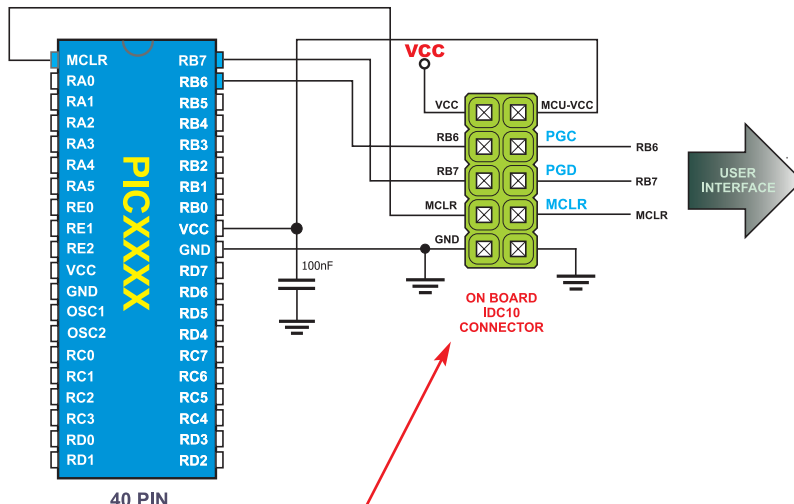 MCLR
RA0
RA1
RA2
RA3
RA4
RA5
RE0
RE1
RE2
VCC
GND
OSC1
OSC2
RC0
RC1
RC2
RC3
RD0
RD1
PICXXXX
RB7
RB6
RB5
RB4
RB3
RB2
RB1
RB0
VCC
GND
RD7
RD6
RD5
RD4
RC7
RC6
RC5
RC4
RD3
RD2
40 PIN
100nF
VCC
VCC
RB6
RB7
MCLR
GND
MCU-VCC
PGC
PGD
MCLR
RB6
RB7
MCLR
ON BOARD
IDC10
CONNECTOR
USER
INTERFACE